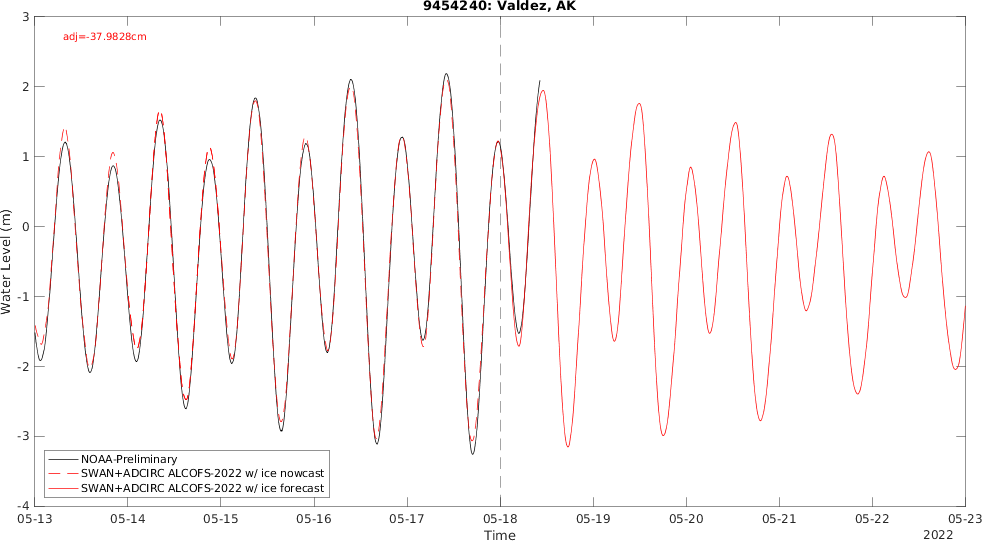 9454240: Valdez, AK
adj=-37.9828cm
3
2
1
0
-1
-2
-3
-4
Water Level (m)
NOAA-Preliminary
SWAN+ADCIRC ALCOFS-2022 w/ ice nowcast
SWAN+ADCIRC ALCOFS-2022 w/ ice forecast
05-13 05-14 05-15 05-16 05-17 05-18 05-19 05-20 05-21 05-22 05-23
Time
2022